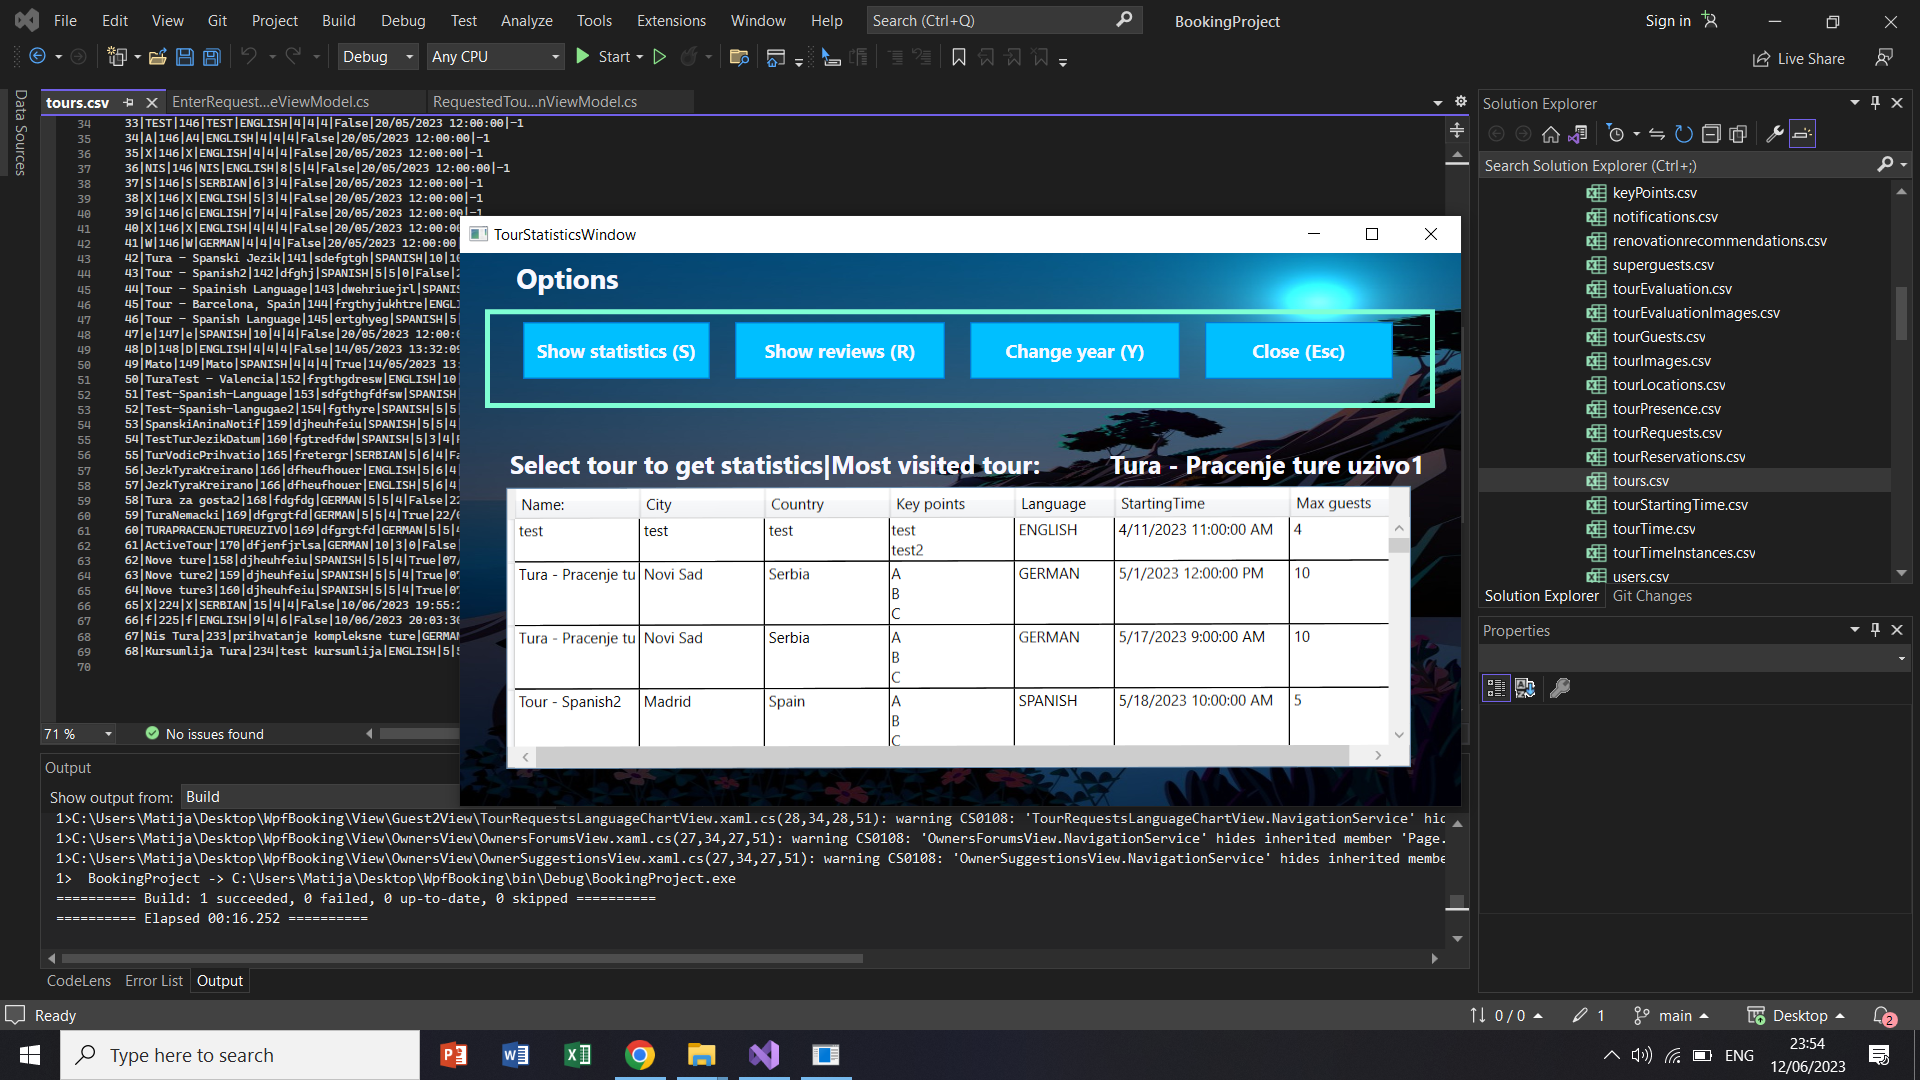 File Edit View Git Project Build Debug Test Analyze Tools Extensions Window Help Search (Ctrl+Q) BookingProject Sign in
Debug Any CPU Start Live Share
Data Sources
tours.csv EnterRequest...eViewModel.cs RequestedTou...nViewModel.cs
34 33|TEST|146|TEST|ENGLISH|4|4|4|False|20/05/2023 12:00:00|-1
35 34|A|146|A4|ENGLISH|4|4|4|False|20/05/2023 12:00:00|-1
36 35|X|146|X|ENGLISH|4|4|4|False|20/05/2023 12:00:00|-1
37 36|NIS|146|NIS|ENGLISH|8|5|4|False|20/05/2023 12:00:00|-1
38 37|S|146|S|SERBIAN|6|3|4|False|20/05/2023 12:00:00|-1
39 38|X|146|X|ENGLISH|5|3|4|False|20/05/2023 12:00:00|-1
40 39|G|146|G|ENGLISH|7|4|4|False|20/05/2023 12:00:00|-1
41 40|X|146|X|ENGLISH|4|4|4|False|20/05/2023 12:00:00
42 41|W|146|W|GERMAN|4|4|4|False|20/05/2023 12:00:00
43 42|Tura - Spanski Jezik|141|sdefgtgh|SPANISH|10|10
44 43|Tour - Spanish2|142|dfghj|SPANISH|5|5|0|False|2
45 44|Tour - Spainish Language|143|dwehriuejrl|SPANIS
46 45|Tour - Barcelona, Spain|144|frgthyjukhtre|ENGLI
47 46|Tour - Spanish Language|145|ertghyeg|SPANISH|5|
48 47|e|147|e|SPANISH|10|4|4|False|20/05/2023 12:00:0
49 48|D|148|D|ENGLISH|4|4|4|False|14/05/2023 13:32:09
50 49|Mato|149|Mato|SPANISH|4|4|4|True|14/05/2023 13:
51 50|TuraTest - Valencia|152|frgthgdresw|ENGLISH|10|
52 51|Test-Spanish-Language|153|sdfgthgfdfsw|SPANISH|
53 52|Test-Spanish-langugae2|154|fgthyre|SPANISH|5|5|
54 53|SpanskiAninaNotif|159|djheuhfeiu|SPANISH|5|5|4|
55 54|TestTurJezikDatum|160|fgtredfdw|SPANISH|5|3|4|F
56 55|TurVodicPrihvatio|165|fretergr|SERBIAN|5|6|4|Fa
57 56|JezkTyraKreirano|166|dfheufhouer|ENGLISH|5|6|4|
58 57|JezkTyraKreirano|166|dfheufhouer|ENGLISH|5|6|4|
59 58|Tura za gosta2|168|fdgfdg|GERMAN|5|5|4|False|22
60 59|TuraNemacki|169|dfgrgtfd|GERMAN|5|5|4|True|22/0
61 60|TURAPRACENJETUREUZIVO|169|dfgrgtfd|GERMAN|5|5|4
62 61|ActiveTour|170|dfjenfjrlsa|GERMAN|10|3|0|False|
63 62|Nove ture|158|djheuhfeiu|SPANISH|5|5|4|True|07/
64 63|Nove ture2|159|djheuhfeiu|SPANISH|5|5|4|True|07
65 64|Nove ture3|160|djheuhfeiu|SPANISH|5|5|4|True|07
66 65|X|224|X|SERBIAN|15|4|4|False|10/06/2023 19:55:2
67 66|f|225|f|ENGLISH|9|4|6|False|10/06/2023 20:03:30
68 67|Nis Tura|233|prihvatanje kompleksne ture|GERMAN
69 68|Kursumlija Tura|234|test kursumlija|ENGLISH|5|5
70
71 % No issues found
TourStatisticsWindow
Options
Show statistics (S) Show reviews (R) Change year (Y) Close (Esc)
Select tour to get statistics|Most visited tour: Tura - Pracenje ture uzivo1
Name: City Country Key points Language StartingTime Max guests
test test test test ENGLISH 4/11/2023 11:00:00 AM 4
test2
Tura - Pracenje tu Novi Sad Serbia A GERMAN 5/1/2023 12:00:00 PM 10
B
C
Tura - Pracenje tu Novi Sad Serbia A GERMAN 5/17/2023 9:00:00 AM 10
B
C
Tour - Spanish2 Madrid Spain A SPANISH 5/18/2023 10:00:00 AM 5
B
C
Output
Show output from: Build
1>C:\Users\Matija\Desktop\WpfBooking\View\Guest2View\TourRequestsLanguageChartView.xaml.cs(28,34,28,51): warning CS0108: 'TourRequestsLanguageChartView.NavigationService' hid
1>C:\Users\Matija\Desktop\WpfBooking\View\OwnersView\OwnersForumsView.xaml.cs(27,34,27,51): warning CS0108: 'OwnersForumsView.NavigationService' hides inherited member 'Page.
1>C:\Users\Matija\Desktop\WpfBooking\View\OwnersView\OwnerSuggestionsView.xaml.cs(27,34,27,51): warning CS0108: 'OwnerSuggestionsView.NavigationService' hides inherited membe
1> BookingProject -> C:\Users\Matija\Desktop\WpfBooking\bin\Debug\BookingProject.exe
========== Build: 1 succeeded, 0 failed, 0 up-to-date, 0 skipped ==========
========== Elapsed 00:16.252 ==========
CodeLens Error List Output
Solution Explorer
Search Solution Explorer (Ctrl+;)
keyPoints.csv
notifications.csv
renovationrecommendations.csv
superguests.csv
tourEvaluation.csv
tourEvaluationImages.csv
tourGuests.csv
tourImages.csv
tourLocations.csv
tourPresence.csv
tourRequests.csv
tourReservations.csv
tours.csv
tourStartingTime.csv
tourTime.csv
tourTimeInstances.csv
users.csv
Solution Explorer Git Changes
Properties
Ready 0 / 0 1 main Desktop 2
Type here to search ENG 23:54
12/06/2023